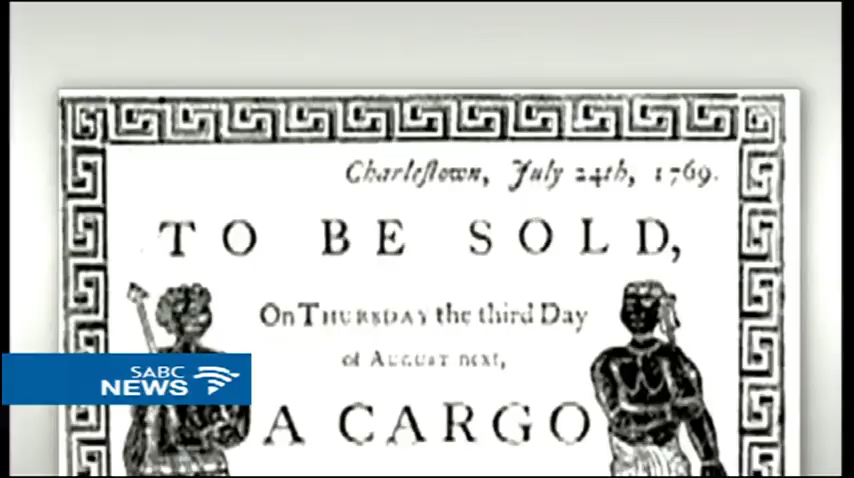 Charleſtown, July 24th, 1769.
TO BE SOLD,
On THURSDAY the third Day
of AUGUST next,
A CARGO
SABC
NEWS